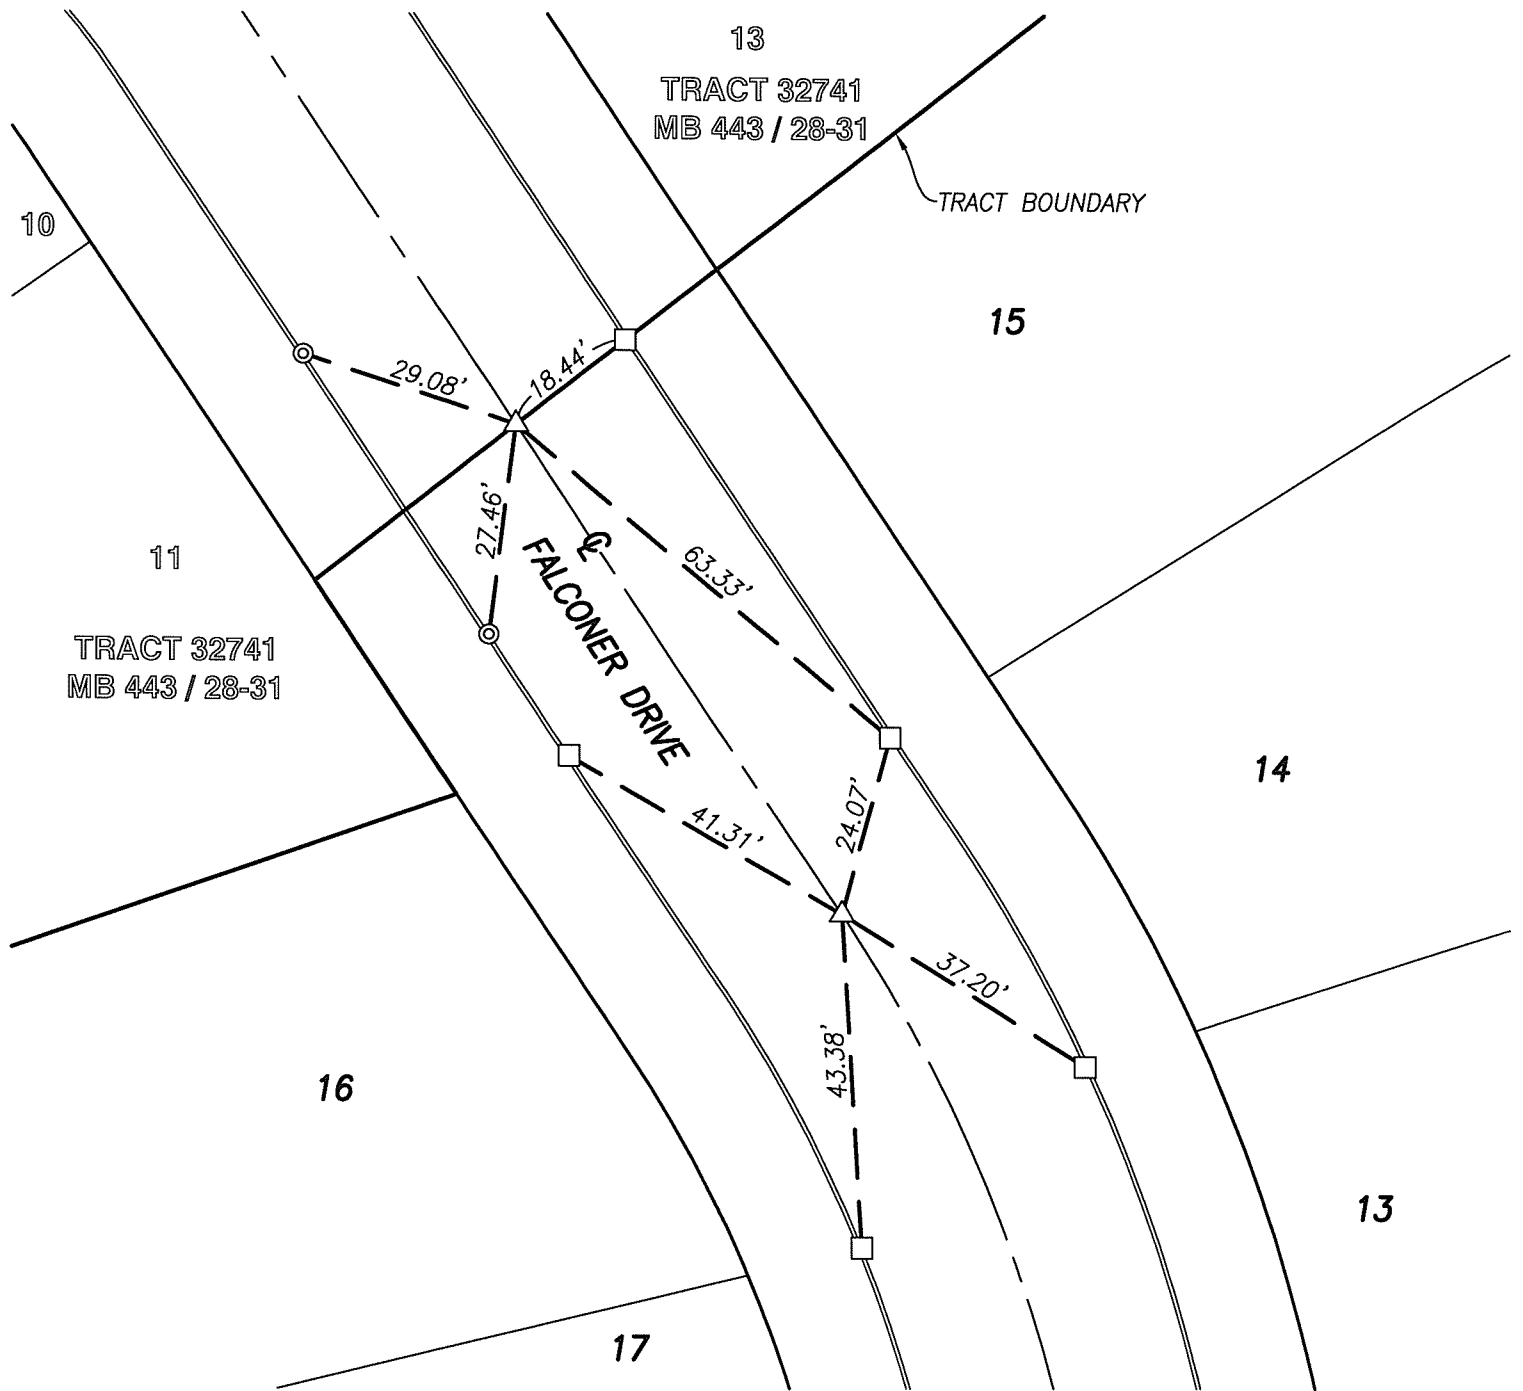 13
TRACT 32741
MB 443 / 28-31
TRACT BOUNDARY
10
15
29.08'
18.44'
27.46'
63.33'
℄
FALCONER DRIVE
11
TRACT 32741
MB 443 / 28-31
14
41.31'
24.07'
37.20'
43.38'
16
13
17